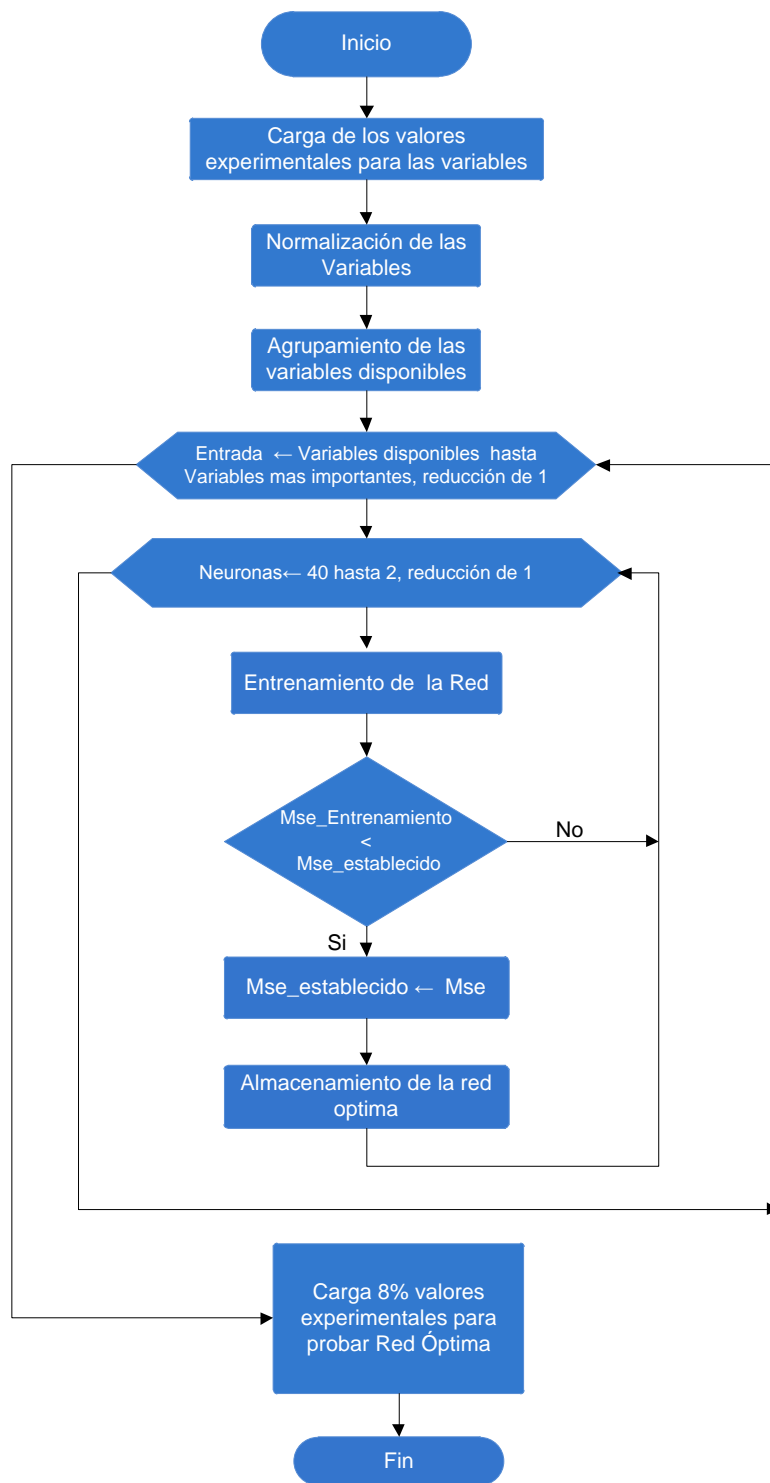 Inicio
Carga de los valores
experimentales para las variables
Normalización de las
Variables
Agrupamiento de las
variables disponibles
Entrada ← Variables disponibles hasta
Variables mas importantes, reducción de 1
Neuronas← 40 hasta 2, reducción de 1
Entrenamiento de la Red
Mse_Entrenamiento
<
Mse_establecido
No
Si
Mse_establecido ← Mse
Almacenamiento de la red
optima
Carga 8% valores
experimentales para
probar Red Óptima
Fin